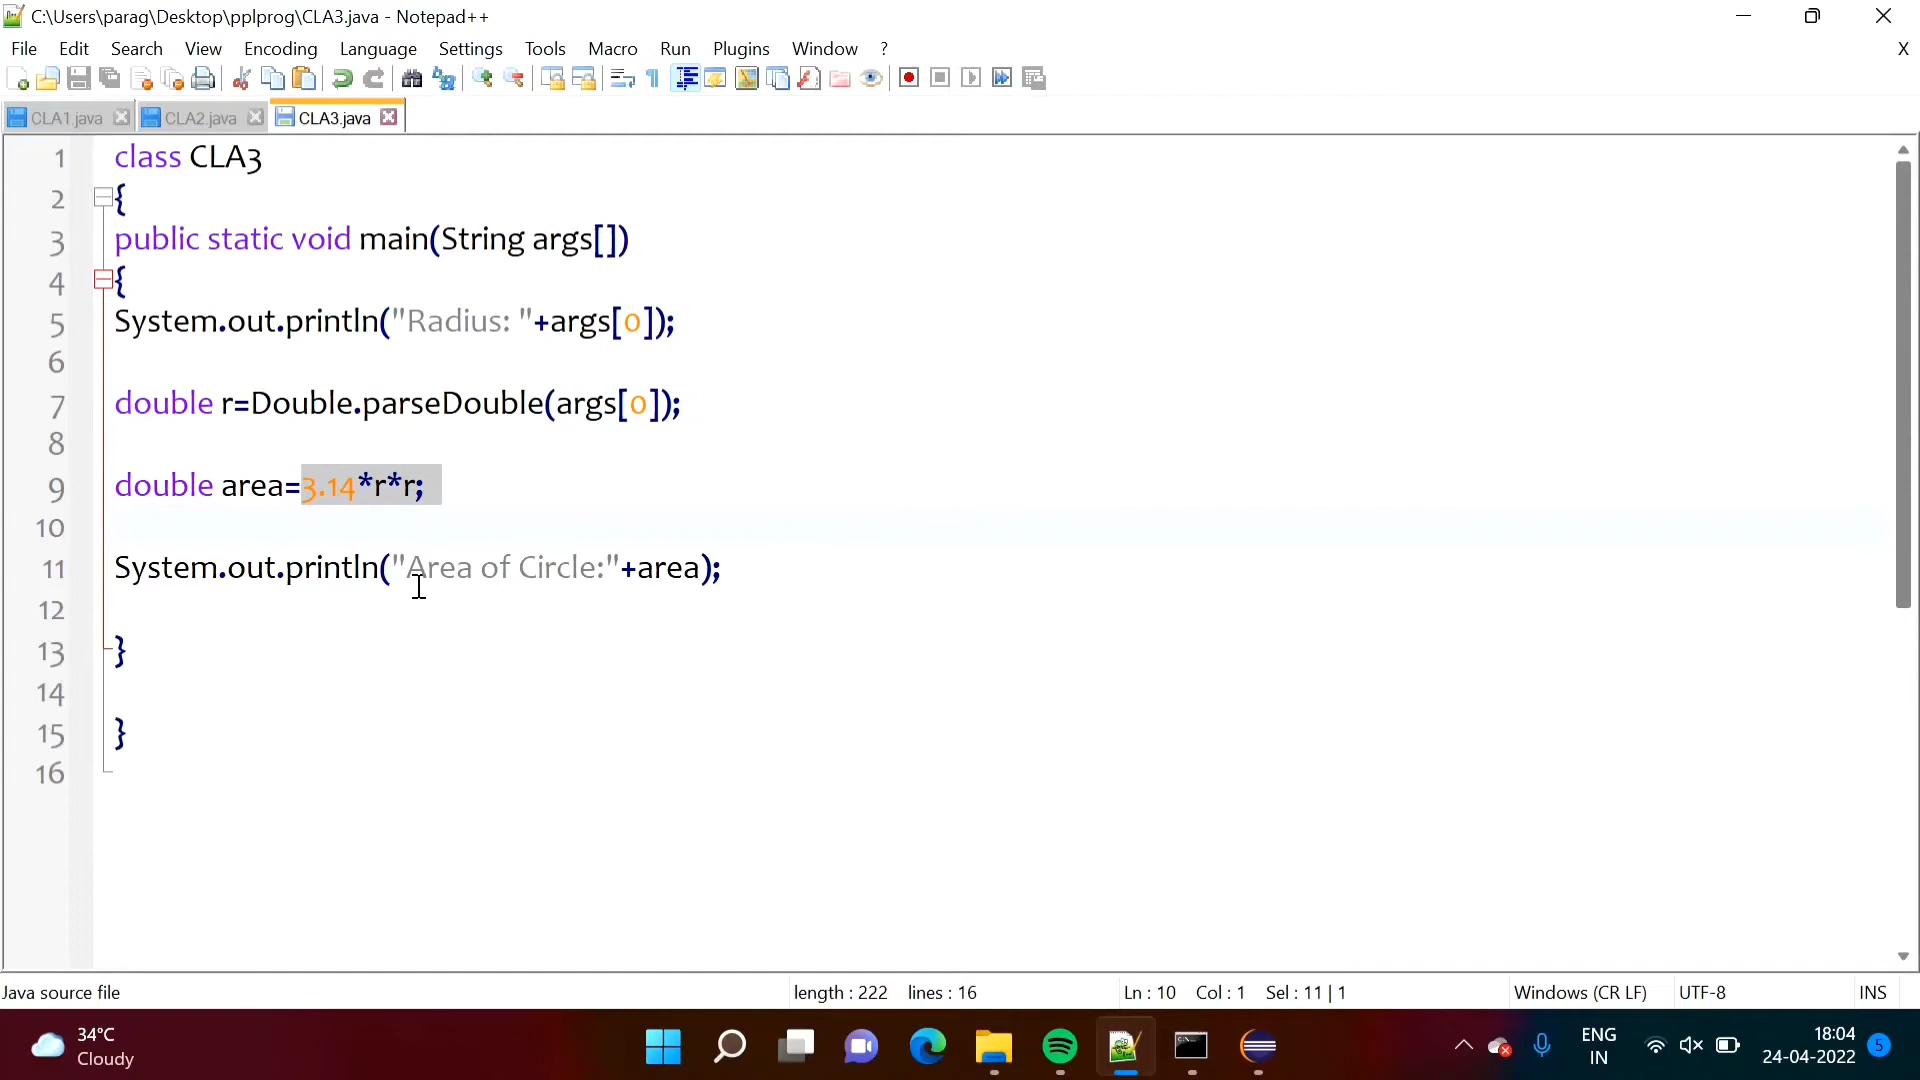 C:\Users\parag\Desktop\pplprog\CLA3.java - Notepad++
File Edit Search View Encoding Language Settings Tools Macro Run Plugins Window ? X
CLA1.java CLA2.java CLA3.java
1 class CLA3
2 {
3 public static void main(String args[])
4 {
5 System.out.println("Radius: "+args[0]);
6
7 double r=Double.parseDouble(args[0]);
8
9 double area=3.14*r*r;
10
11 System.out.println("Area of Circle:"+area);
12
13 }
14
15 }
16
Java source file length : 222 lines : 16 Ln : 10 Col : 1 Sel : 11 | 1 Windows (CR LF) UTF-8 INS
34°C
Cloudy
ENG
IN
18:04
24-04-2022
5